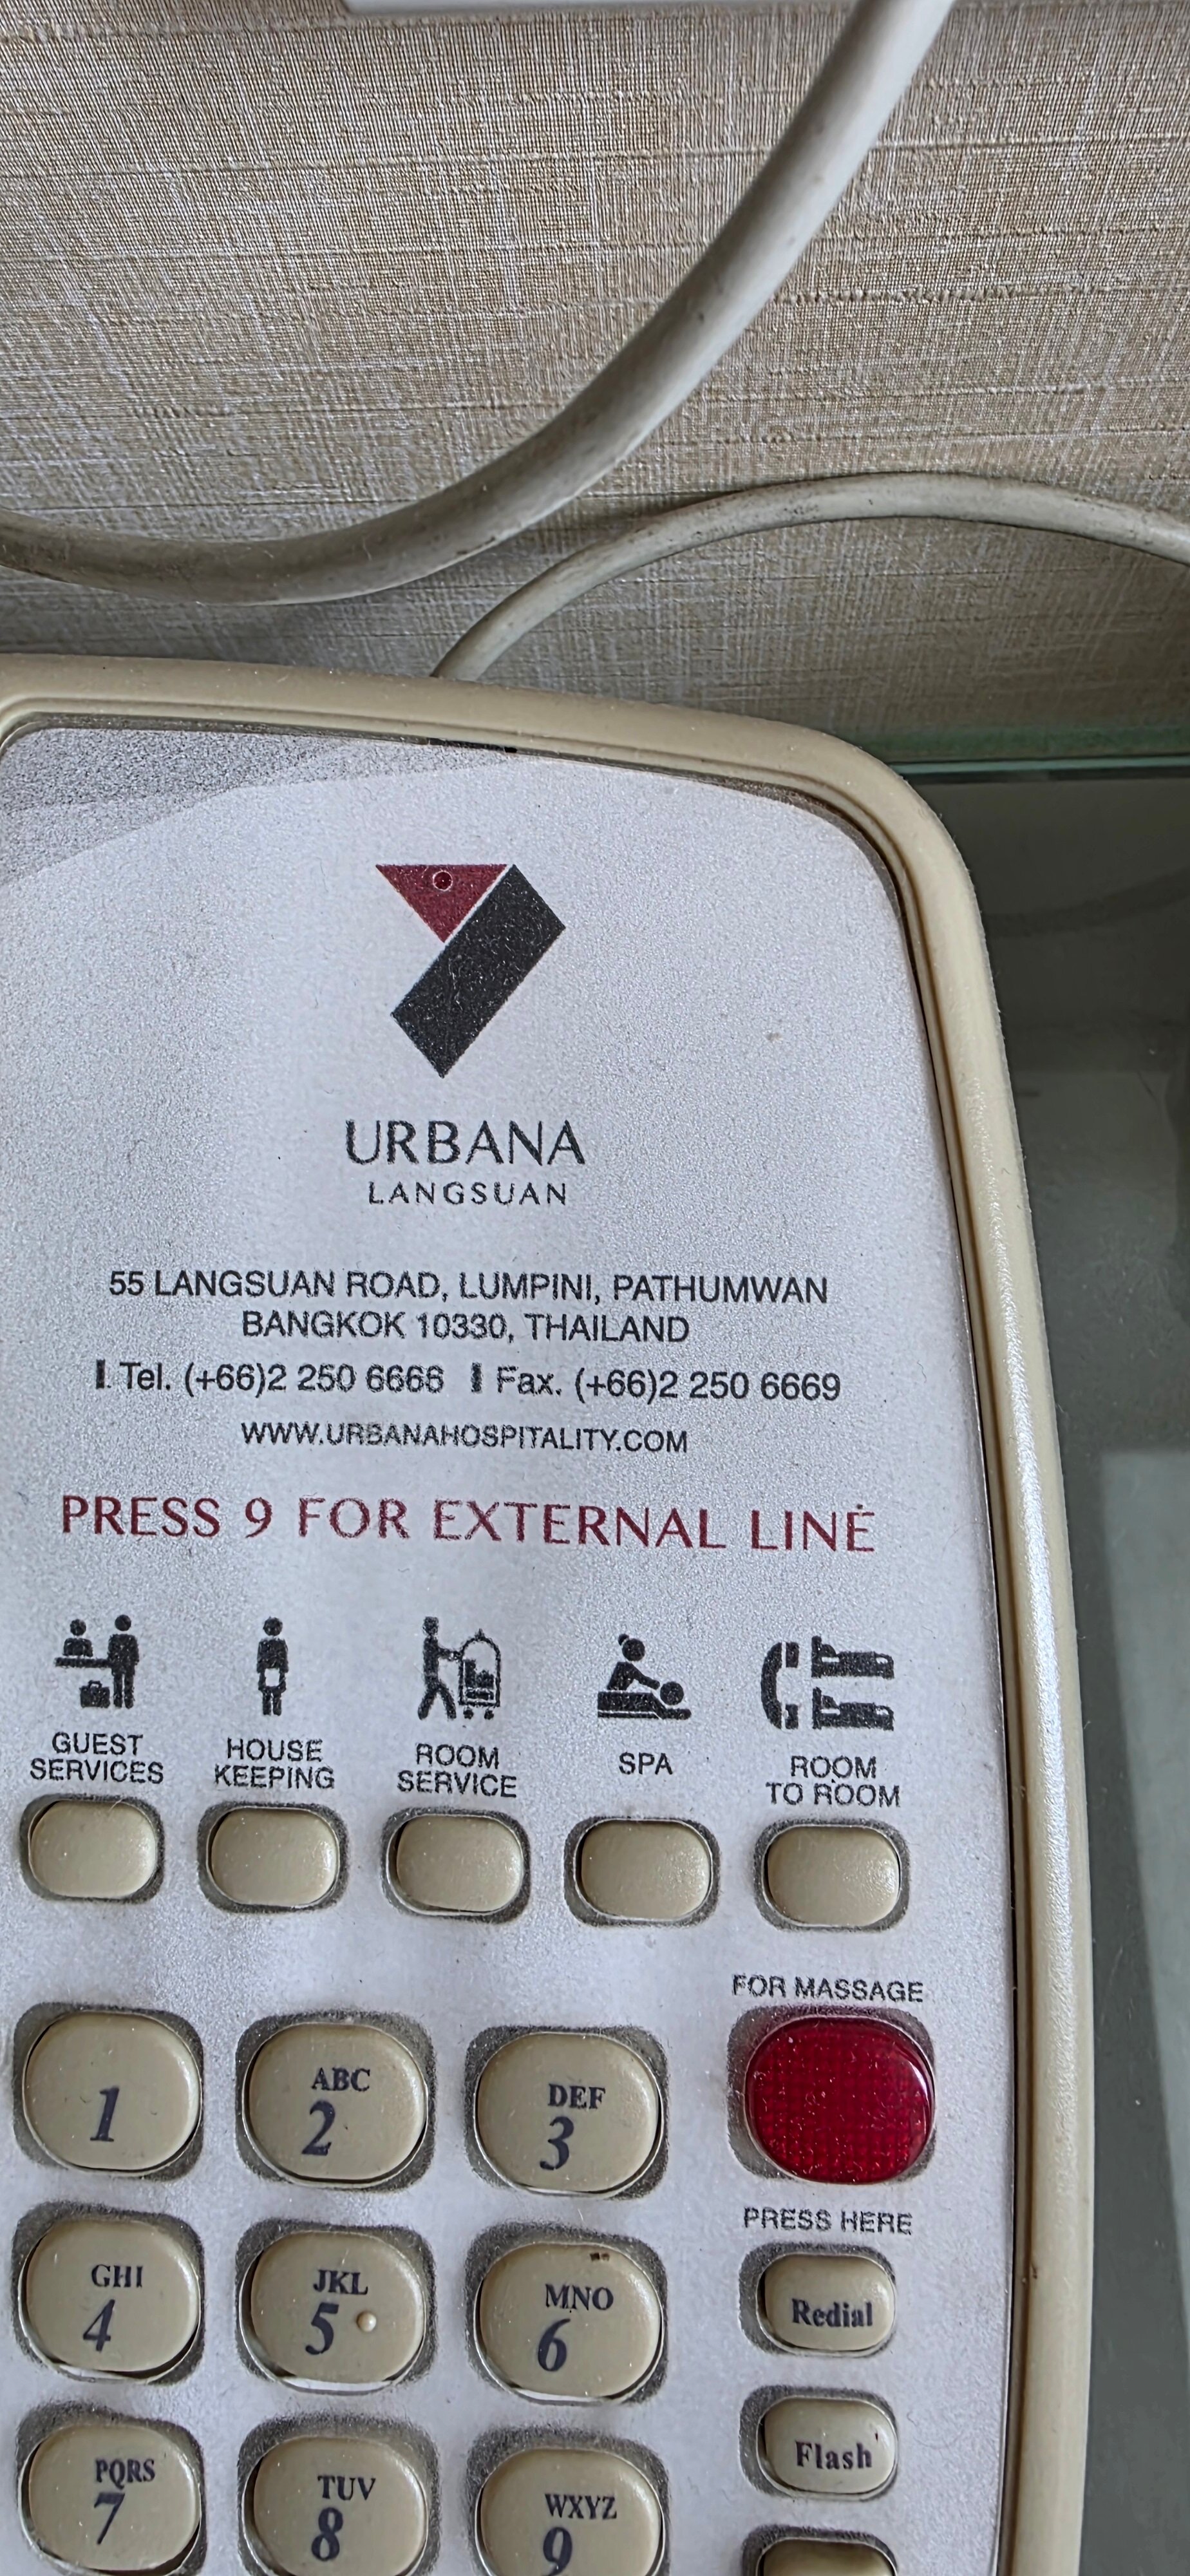 URBANA
LANGSUAN
55 LANGSUAN ROAD, LUMPINI, PATHUMWAN
BANGKOK 10330, THAILAND
Tel. (+66)2 250 6666 Fax. (+66)2 250 6669
WWW.URBANAHOSPITALITY.COM
PRESS 9 FOR EXTERNAL LINE
GUEST SERVICES
HOUSE KEEPING
ROOM SERVICE
SPA
ROOM TO ROOM
FOR MASSAGE
1
ABC
2
DEF
3
PRESS HERE
GHI
4
JKL
5
MNO
6
Redial
PQRS
7
TUV
8
WXYZ
9
Flash